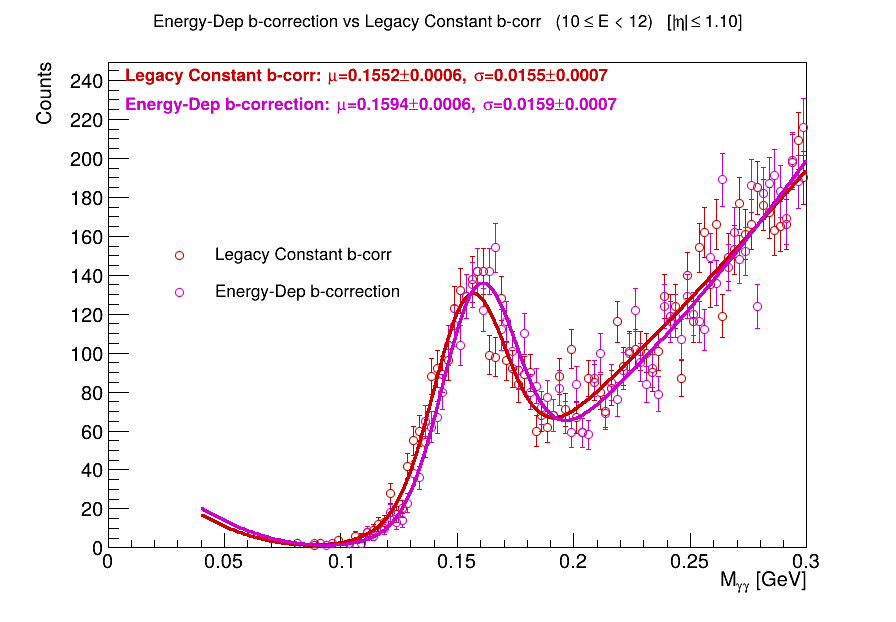 Energy-Dep b-correction vs Legacy Constant b-corr (10 ≤ E < 12) [|η|≤ 1.10]
Counts
Legacy Constant b-corr: μ=0.1552±0.0006, σ=0.0155±0.0007
Energy-Dep b-correction: μ=0.1594±0.0006, σ=0.0159±0.0007
240
220
200
180
160
140
120
100
80
60
40
20
0
Legacy Constant b-corr
Energy-Dep b-correction
0 0.05 0.1 0.15 0.2 0.25 0.3
M_γγ [GeV]